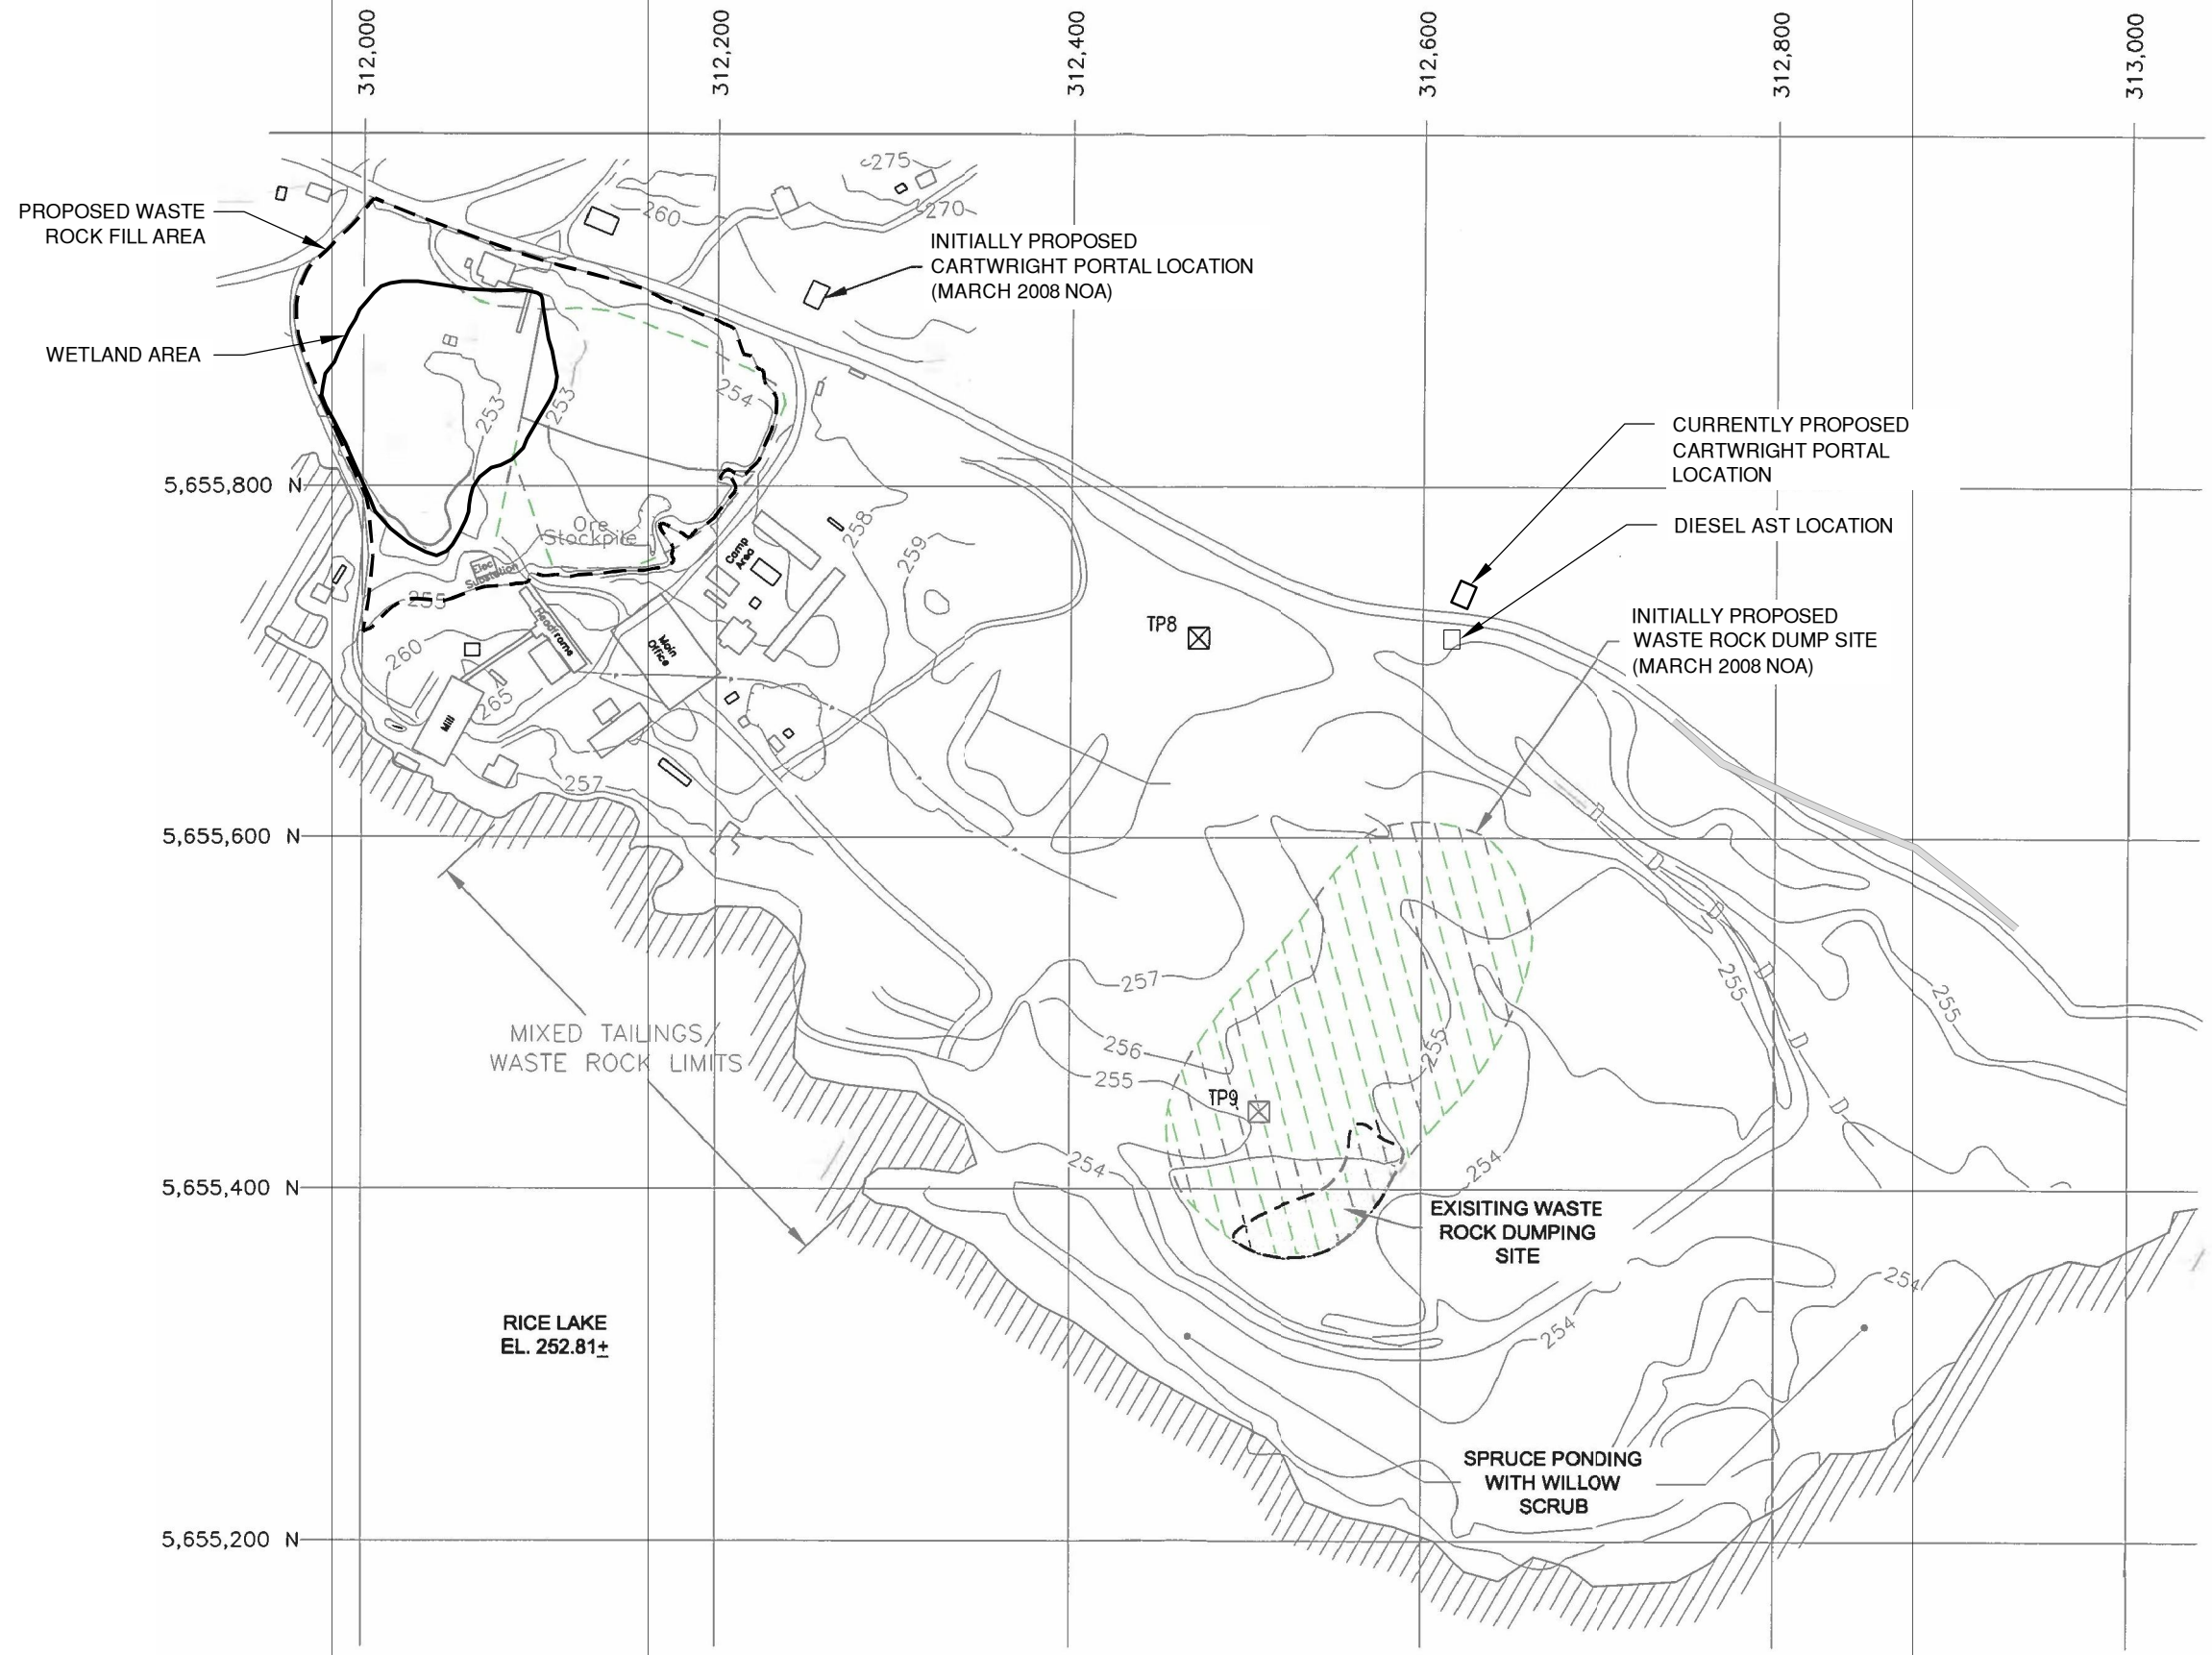 312,000
312,200
312,400
312,600
312,800
313,000
275
260
270
PROPOSED WASTE
ROCK FILL AREA
INITIALLY PROPOSED
CARTWRIGHT PORTAL LOCATION
(MARCH 2008 NOA)
WETLAND AREA
254
253
253
CURRENTLY PROPOSED
CARTWRIGHT PORTAL
LOCATION
5,655,800 N
Ore
Stockpile
258
DIESEL AST LOCATION
Camp
Area
259
Elec
Substation
255
INITIALLY PROPOSED
WASTE ROCK DUMP SITE
(MARCH 2008 NOA)
TP8
Headframe
Main
Office
260
265
Mill
257
5,655,600 N
D
D
D
D
D
D
257
255
255
MIXED TAILINGS/
WASTE ROCK LIMITS
256
255
255
TP9
254
254
5,655,400 N
EXISITING WASTE
ROCK DUMPING
SITE
254
254
RICE LAKE
EL. 252.81±
SPRUCE PONDING
WITH WILLOW
SCRUB
5,655,200 N